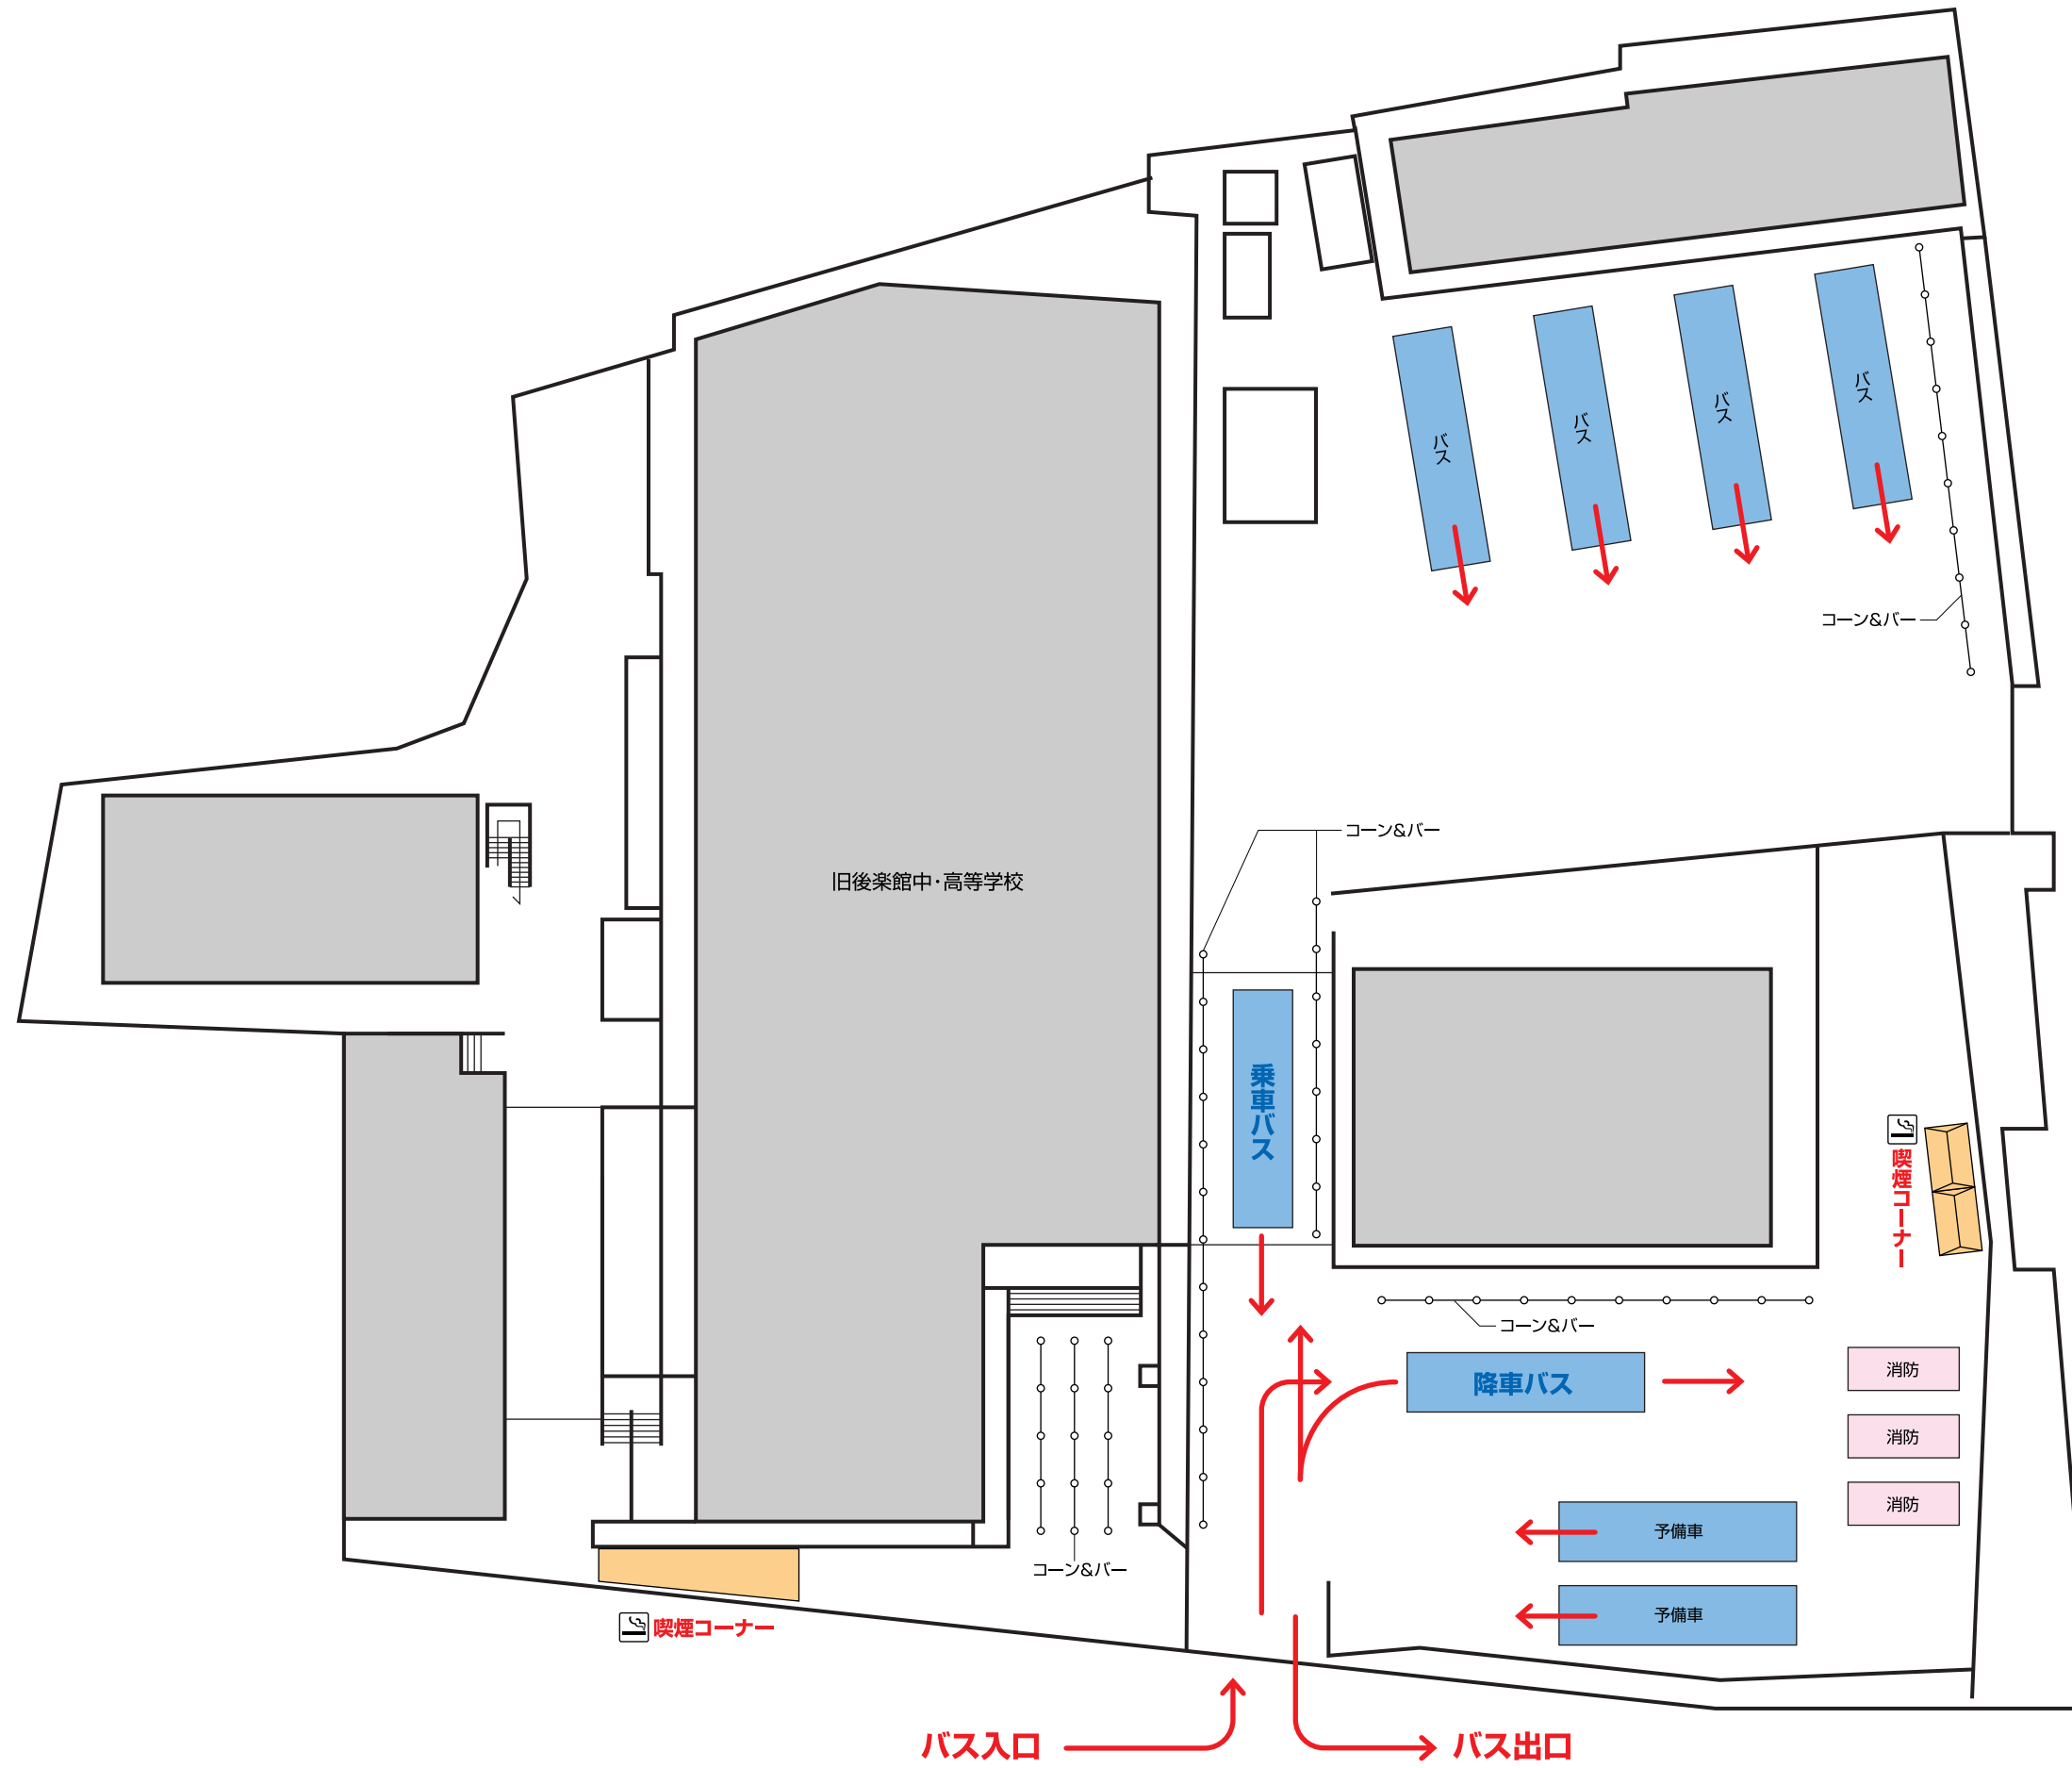 バス
バス
バス
バス
コーン&バー
コーン&バー
旧後楽館中・高等学校
乗車バス
喫煙コーナー
コーン&バー
降車バス
消防
消防
消防
予備車
予備車
コーン&バー
喫煙コーナー
バス入口
バス出口